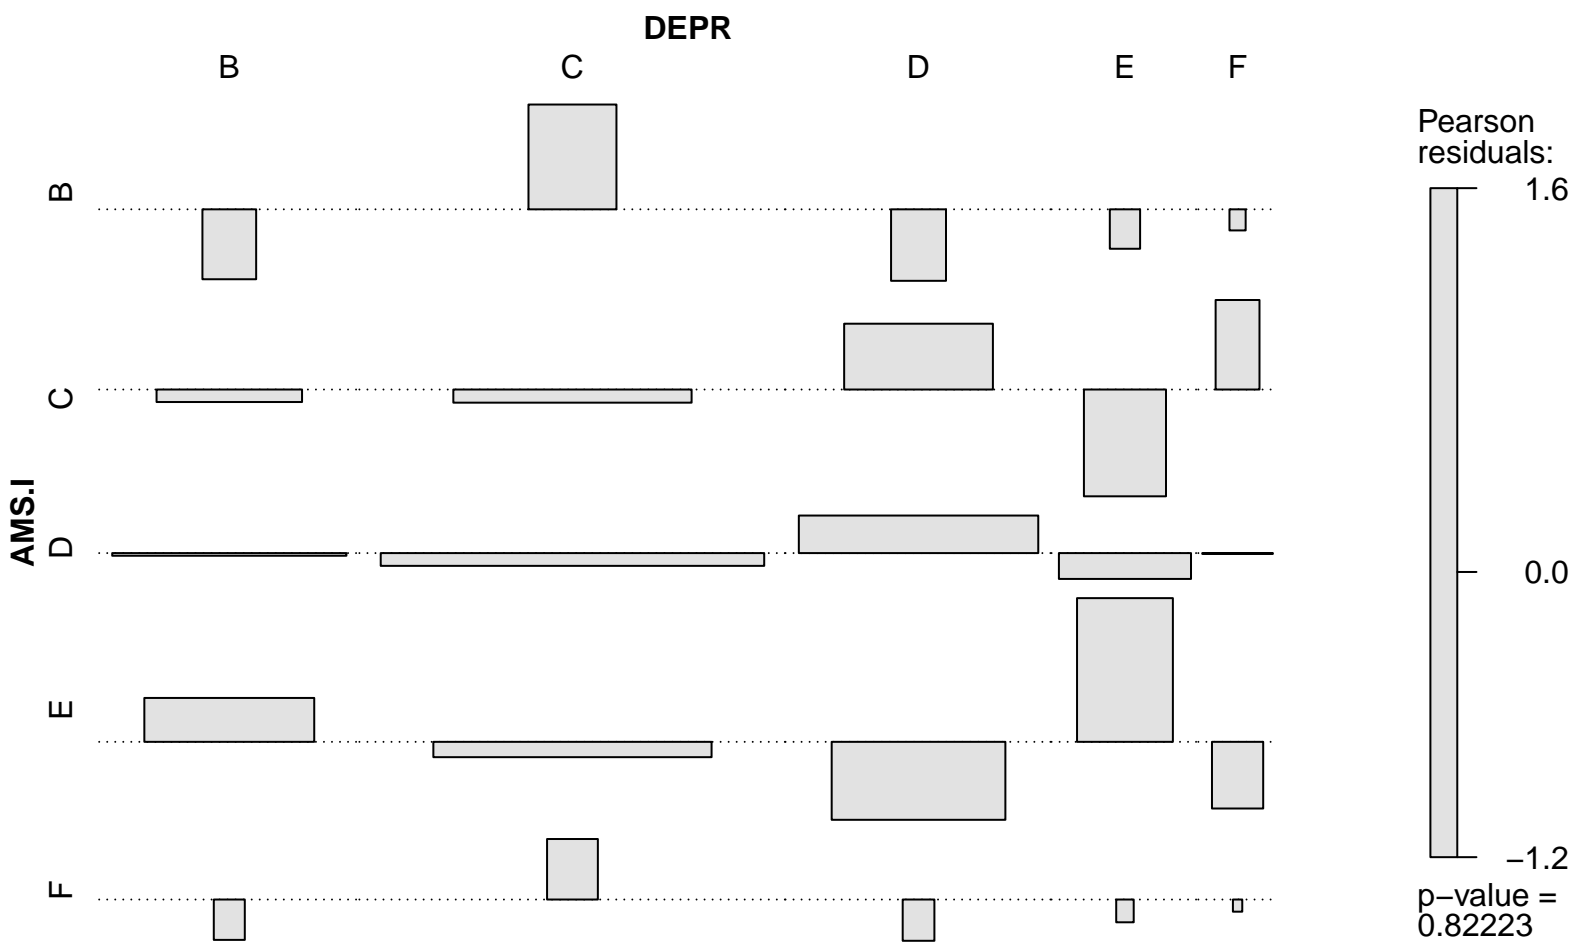 DEPR
B C D E F
AMS.I
B
C
D
E
F
Pearson
residuals:
1.6
0.0
−1.2
p−value =
0.82223